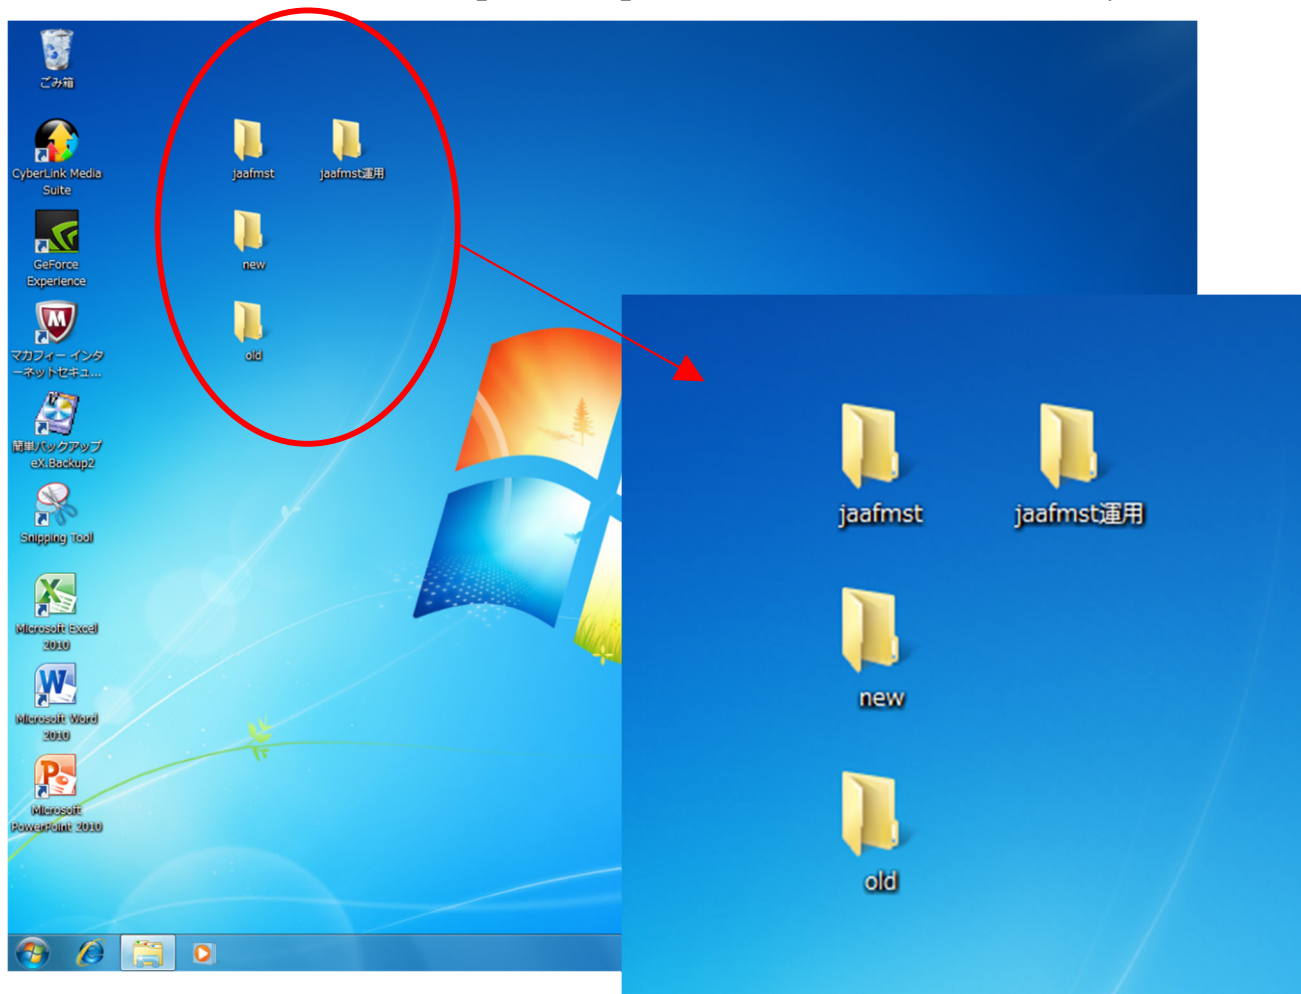 ごみ箱
CyberLink Media
Suite
GeForce
Experience
マカフィー インタ
ーネットセキュ...
簡単バックアップ
eX.Backup2
Snipping Tool
Microsoft Excel
2010
Microsoft Word
2010
Microsoft
PowerPoint 2010
jaafmst
jaafmst運用
new
old
jaafmst
jaafmst運用
new
old